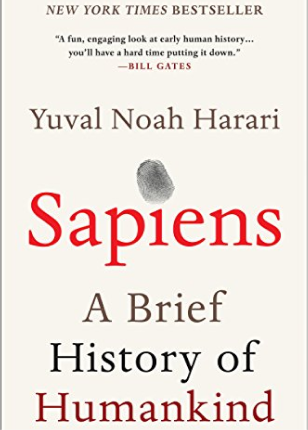 NEW YORK TIMES BESTSELLER
"A fun, engaging look at early human history...
you'll have a hard time putting it down."
—BILL GATES
Yuval Noah Harari
Sapiens
A Brief
History of
Humankind